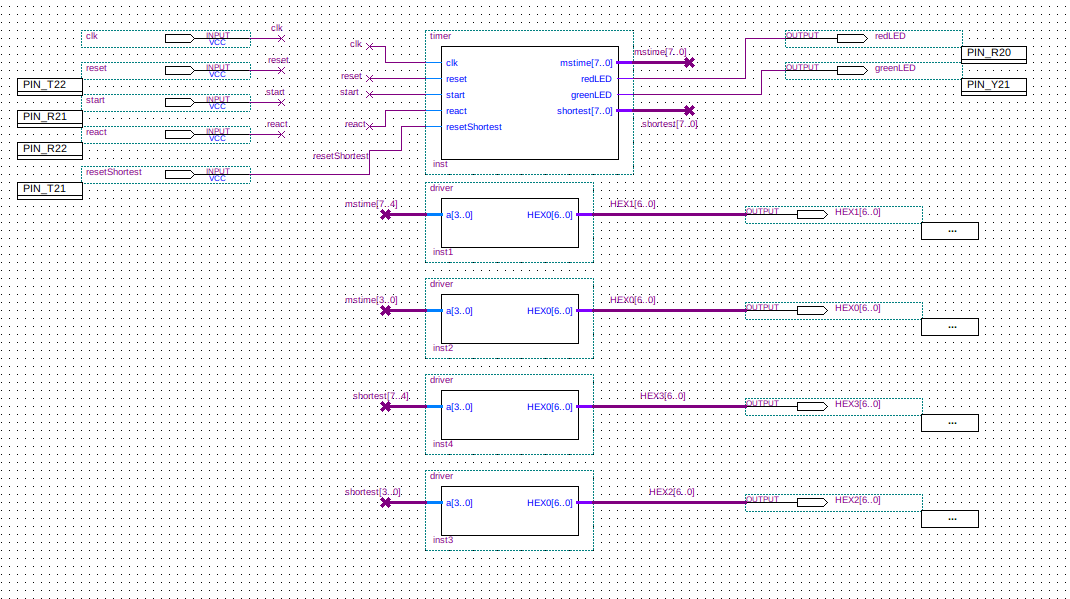 clk INPUT VCC clk
reset INPUT VCC reset
PIN_T22
start INPUT VCC start
PIN_R21
react INPUT VCC react
PIN_R22
resetShortest INPUT VCC resetShortest
PIN_T21
timer
clk clk mstime[7..0] mstime[7..0]
reset reset redLED
start start greenLED
react react shortest[7..0] shortest[7..0]
resetShortest
inst
OUTPUT redLED
PIN_R20
OUTPUT greenLED
PIN_Y21
driver
mstime[7..4] a[3..0] HEX0[6..0] HEX1[6..0] OUTPUT HEX1[6..0]
...
inst1
driver
mstime[3..0] a[3..0] HEX0[6..0] HEX0[6..0] OUTPUT HEX0[6..0]
...
inst2
driver
shortest[7..4] a[3..0] HEX0[6..0] HEX3[6..0] OUTPUT HEX3[6..0]
...
inst4
driver
shortest[3..0] a[3..0] HEX0[6..0] HEX2[6..0] OUTPUT HEX2[6..0]
...
inst3